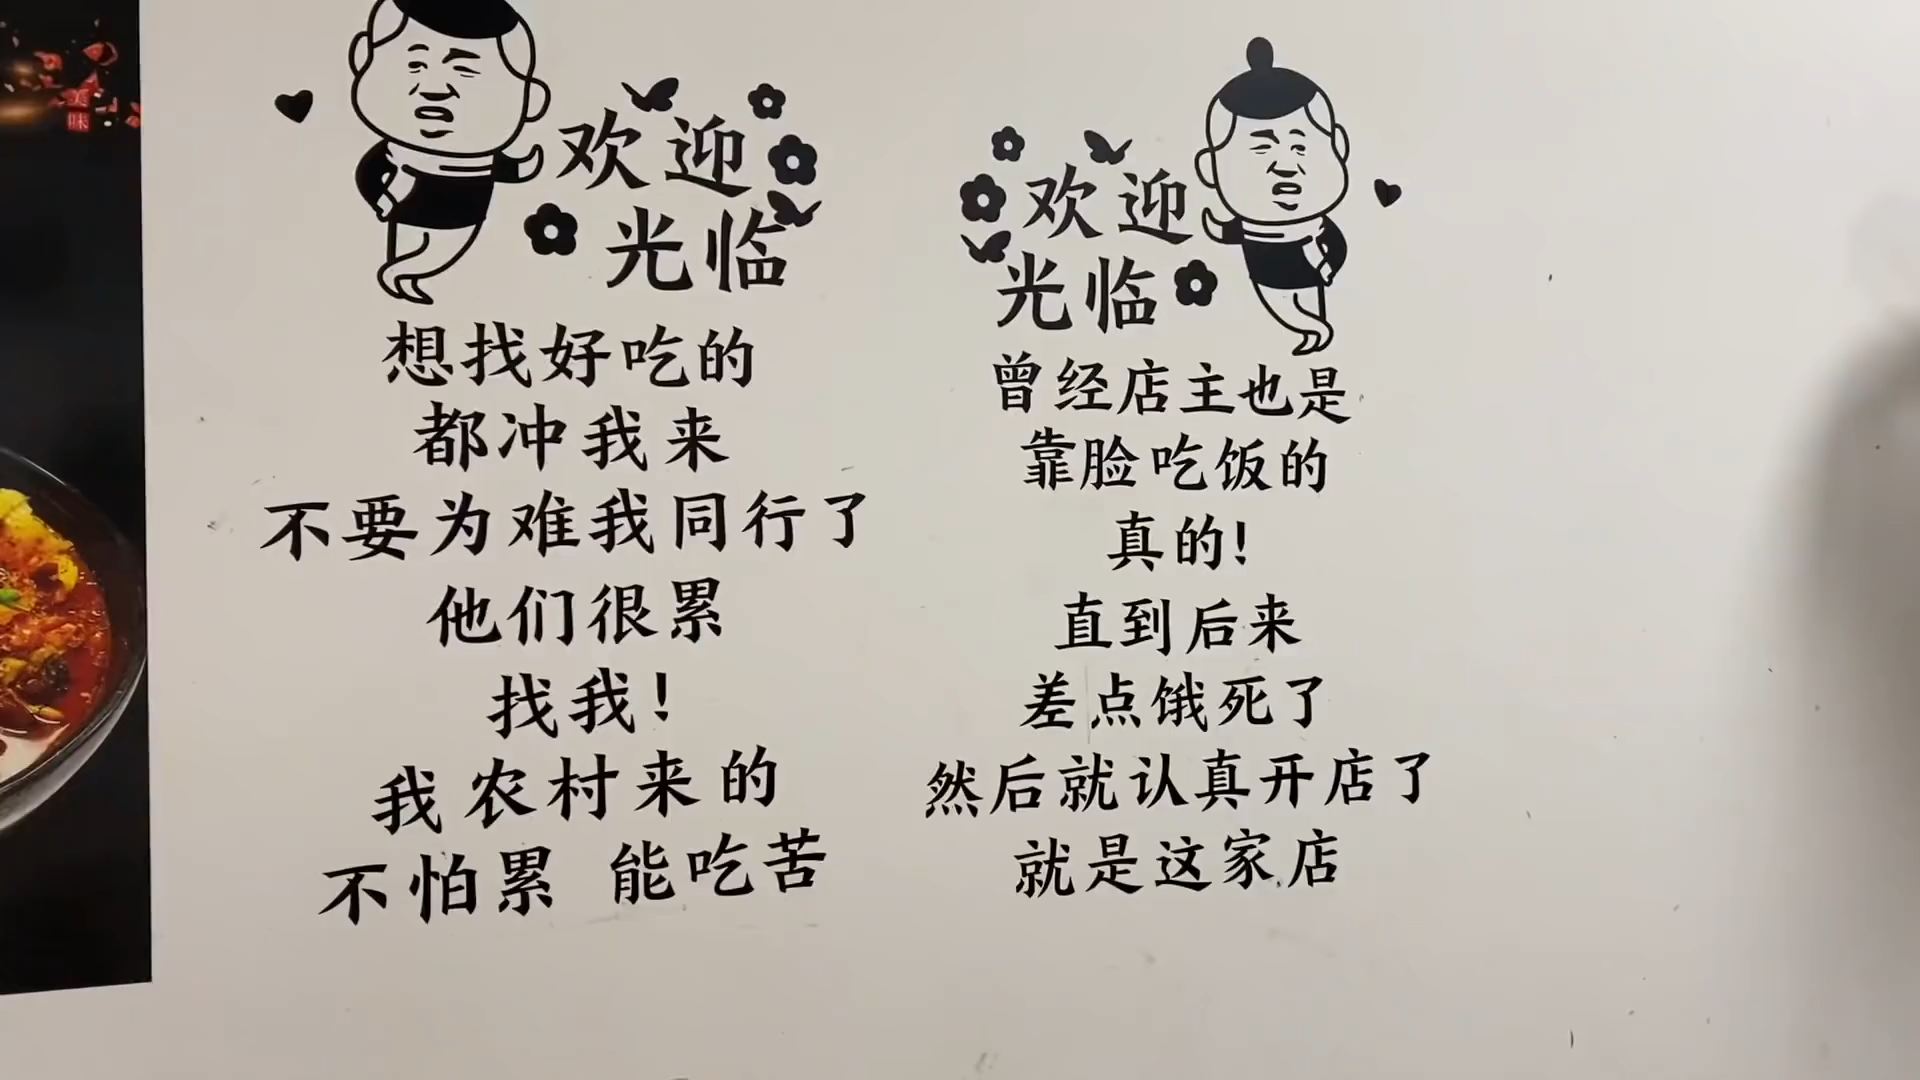 欢迎
光临
想找好吃的
都冲我来
不要为难我同行了
他们很累
找我！
我农村来的
不怕累 能吃苦
欢迎
光临
曾经店主也是
靠脸吃饭的
真的！
直到后来
差点饿死了
然后就认真开店了
就是这家店